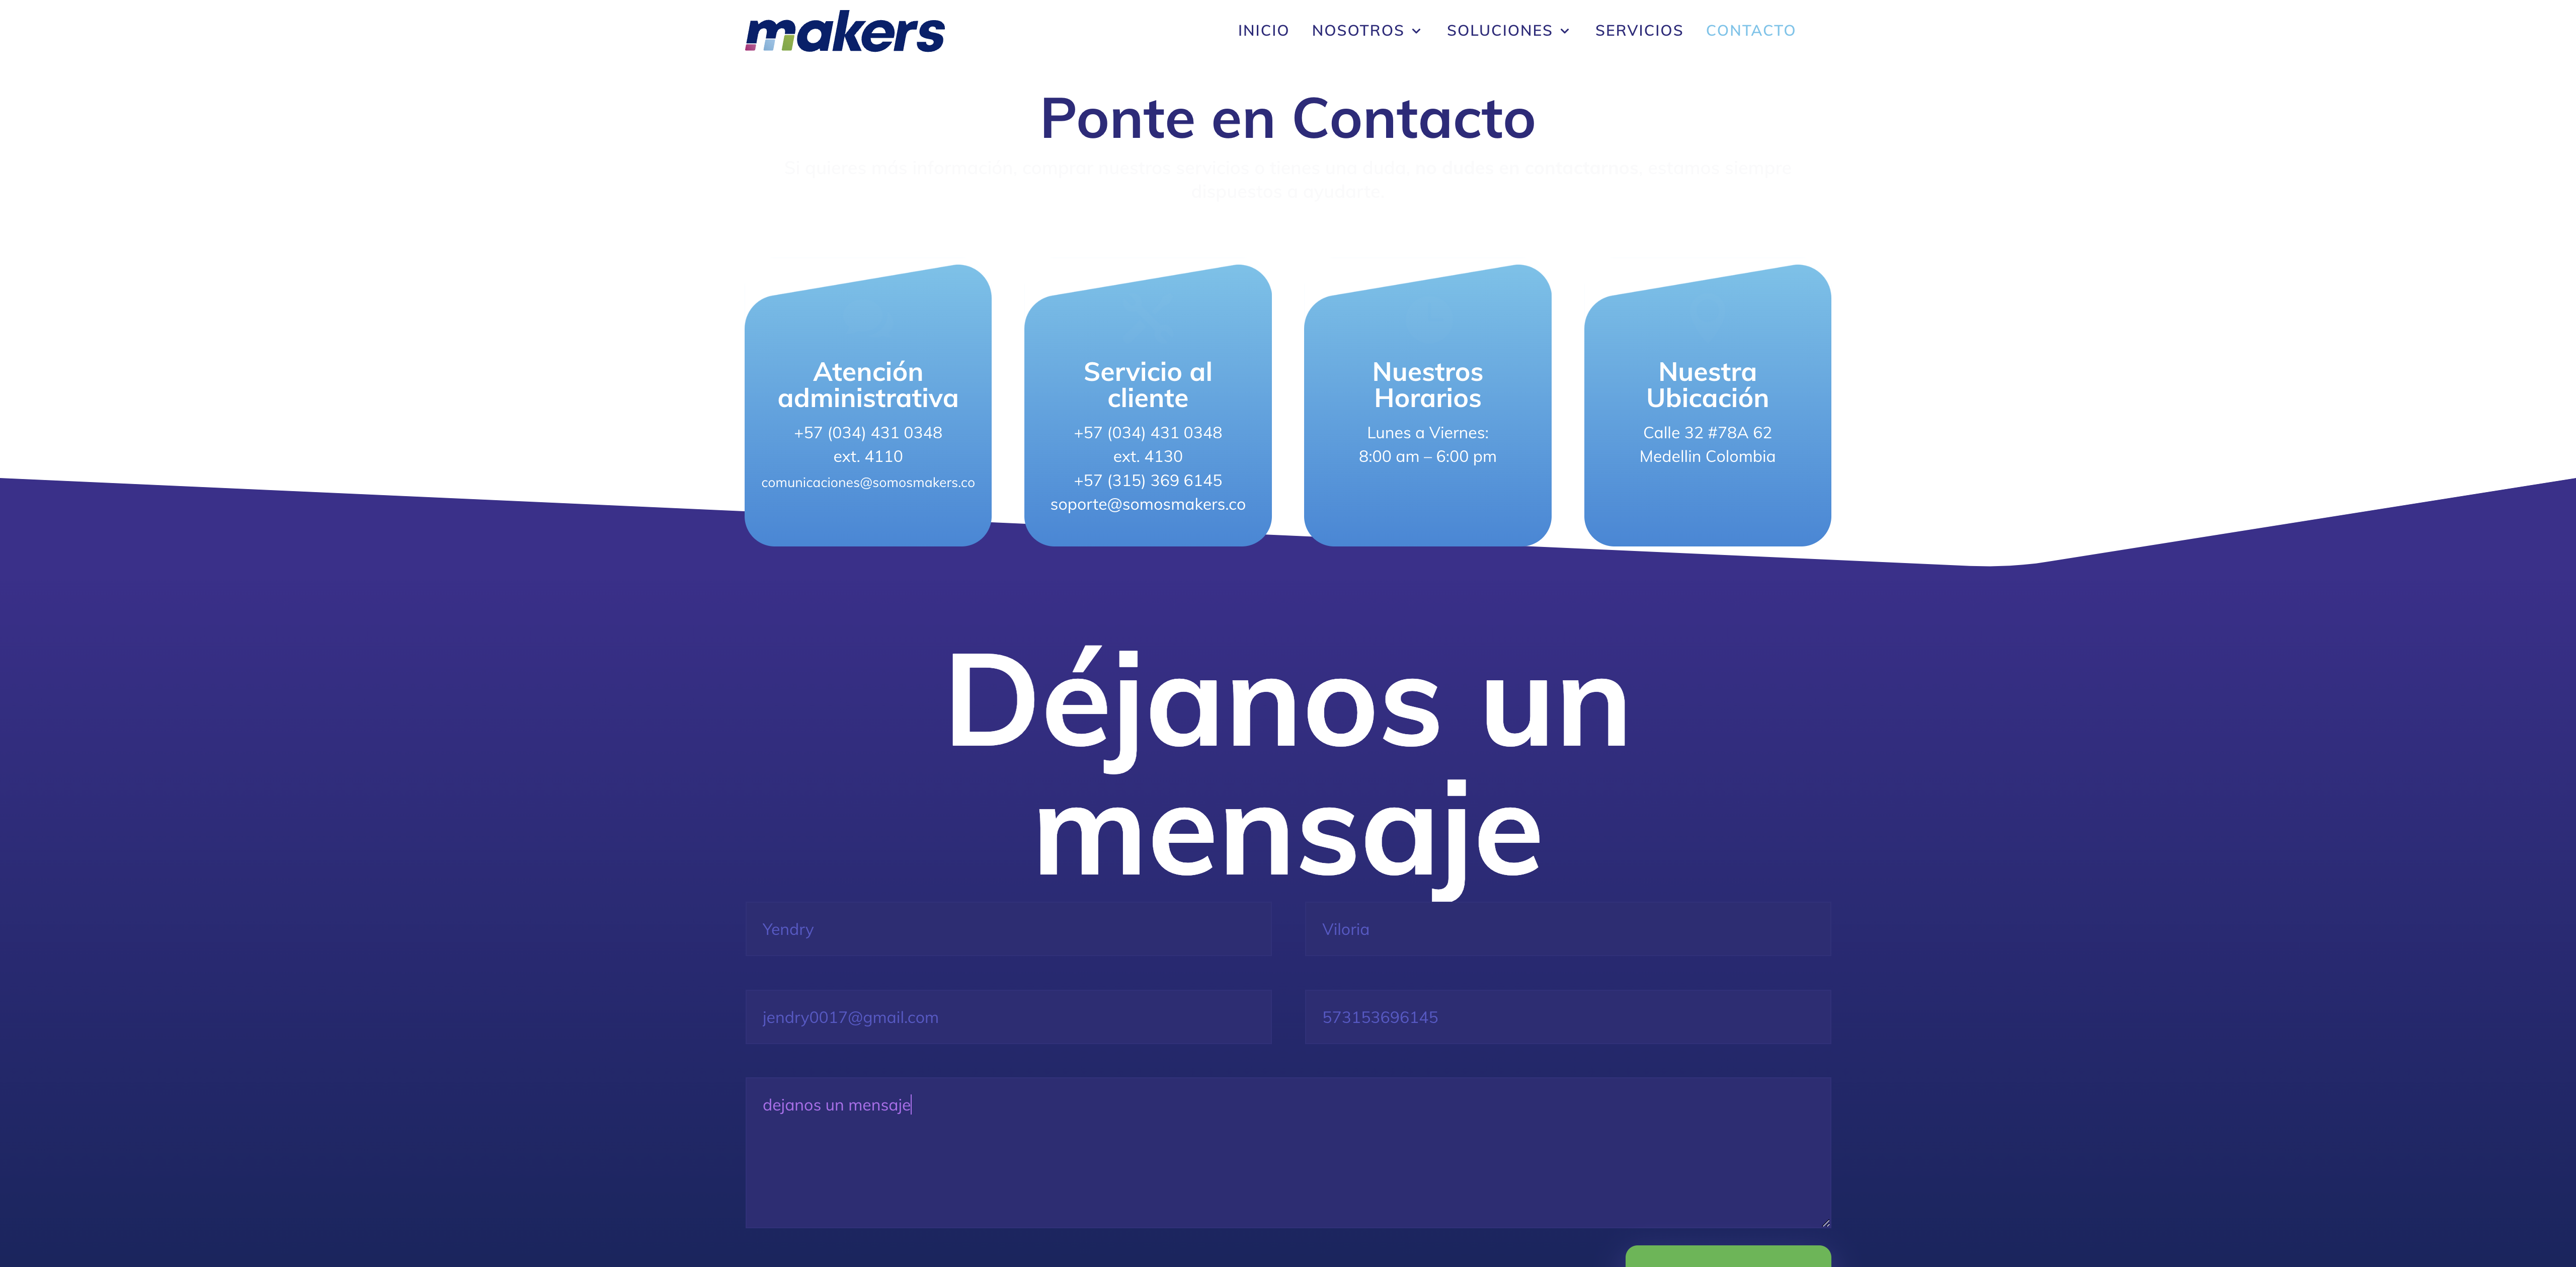 makers
INICIO NOSOTROS SOLUCIONES SERVICIOS CONTACTO
Ponte en Contacto
Si quieres más información, comprar nuestros servicios o tienes una duda, no dudes en contactarnos, estamos siempre
dispuestos a ayudarte.
Atención
administrativa
+57 (034) 431 0348
ext. 4110
comunicaciones@somosmakers.co
Servicio al
cliente
+57 (034) 431 0348
ext. 4130
+57 (315) 369 6145
soporte@somosmakers.co
Nuestros
Horarios
Lunes a Viernes:
8:00 am – 6:00 pm
Nuestra
Ubicación
Calle 32 #78A 62
Medellin Colombia
Déjanos un
mensaje
Yendry
Viloria
jendry0017@gmail.com
573153696145
dejanos un mensaje